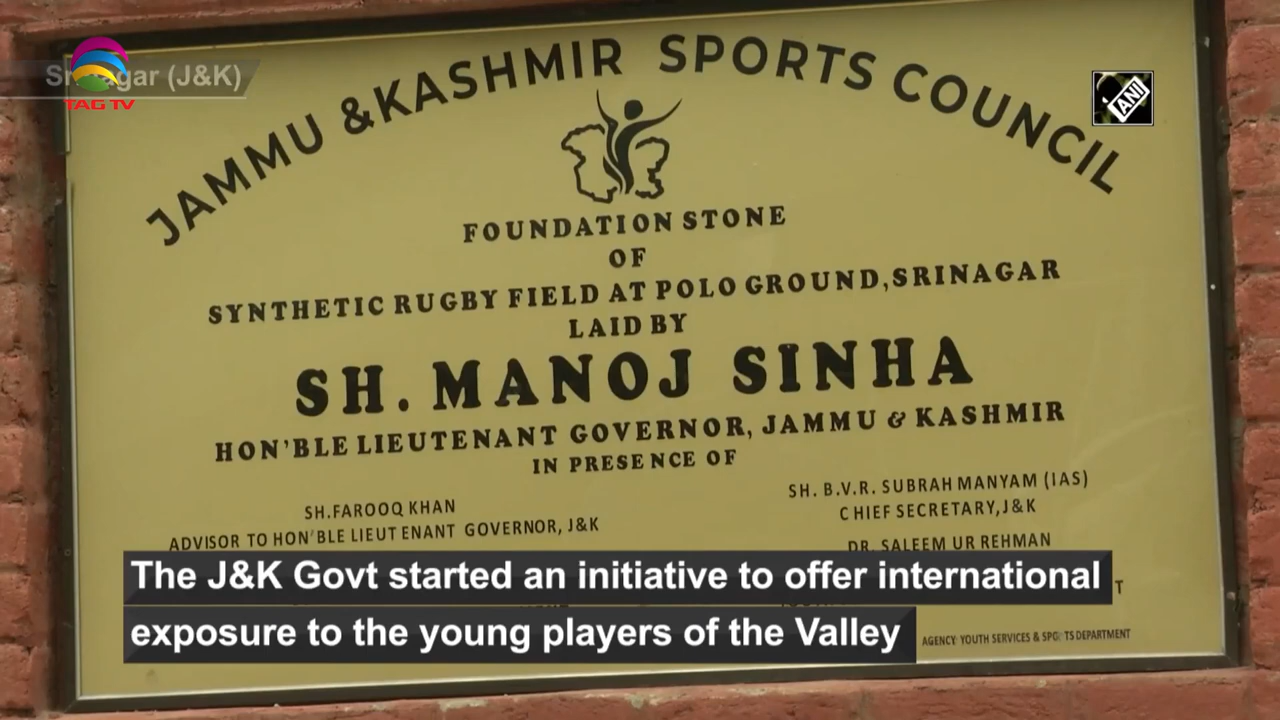 Srinagar (J&K)
TAG TV
ANI
JAMMU & KASHMIR SPORTS COUNCIL
FOUNDATION STONE
OF
SYNTHETIC RUGBY FIELD AT POLO GROUND,SRINAGAR
LAID BY
SH. MANOJ SINHA
HON'BLE LIEUTENANT GOVERNOR, JAMMU & KASHMIR
IN PRESENCE OF
SH.FAROOQ KHAN
ADVISOR TO HON'BLE LIEUTENANT GOVERNOR, J&K
SH. B.V.R. SUBRAH MANYAM (IAS)
CHIEF SECRETARY,J&K
DR. SALEEM UR REHMAN
The J&K Govt started an initiative to offer international
exposure to the young players of the Valley
AGENCY YOUTH SERVICES & SPORTS DEPARTMENT